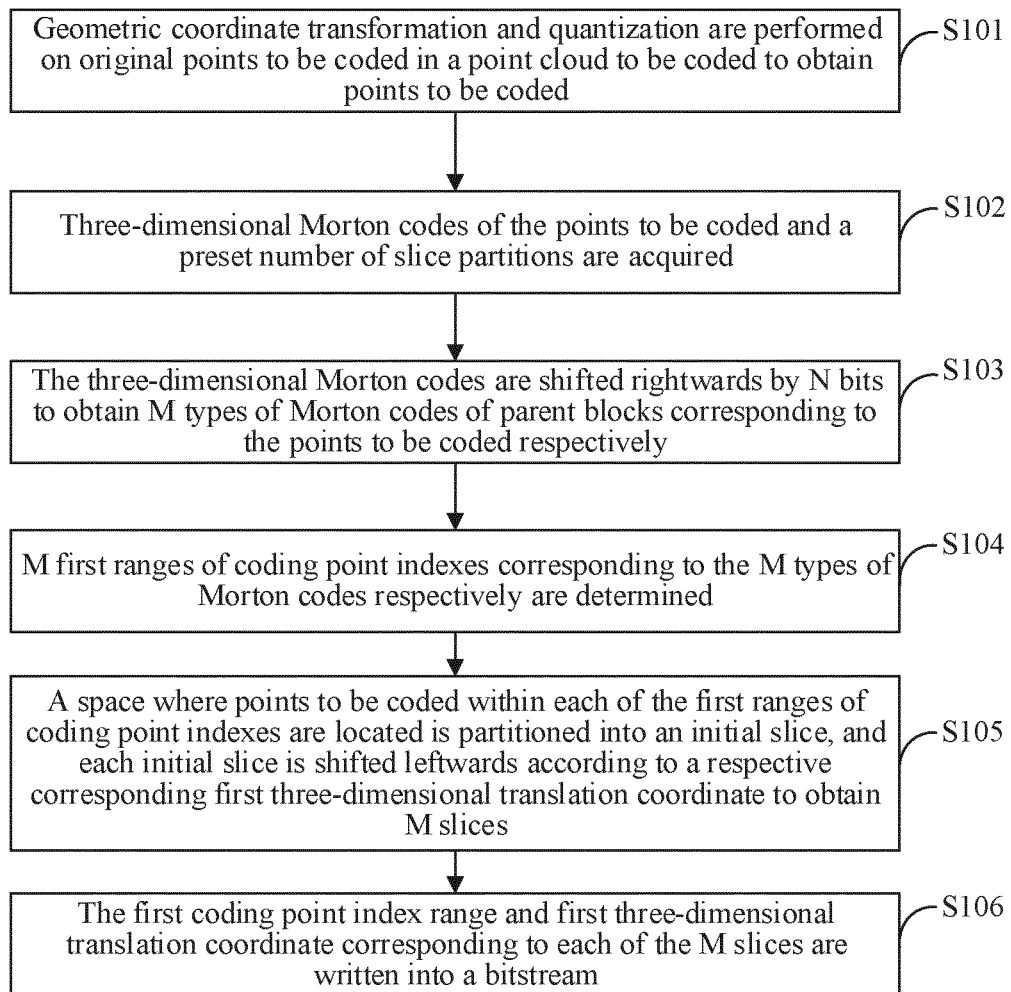 Geometric coordinate transformation and quantization are performed
on original points to be coded in a point cloud to be coded to obtain
points to be coded
S101
Three-dimensional Morton codes of the points to be coded and a
preset number of slice partitions are acquired
S102
The three-dimensional Morton codes are shifted rightwards by N bits
to obtain M types of Morton codes of parent blocks corresponding to
the points to be coded respectively
S103
M first ranges of coding point indexes corresponding to the M types of
Morton codes respectively are determined
S104
A space where points to be coded within each of the first ranges of
coding point indexes are located is partitioned into an initial slice, and
each initial slice is shifted leftwards according to a respective
corresponding first three-dimensional translation coordinate to obtain
M slices
S105
The first coding point index range and first three-dimensional
translation coordinate corresponding to each of the M slices are
written into a bitstream
S106